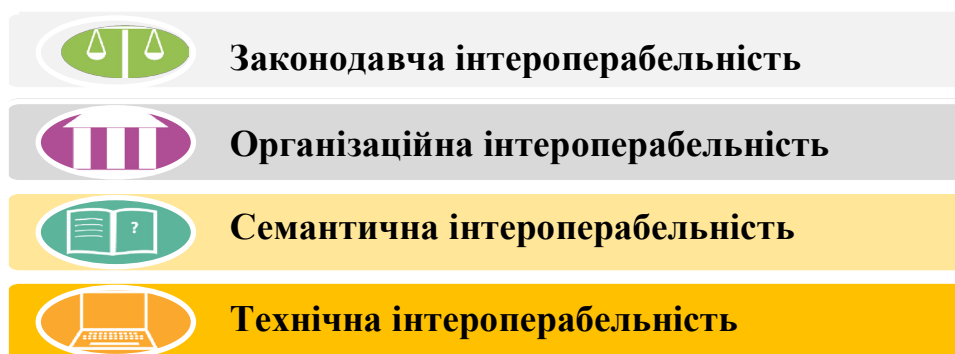 Законодавча інтероперабельність
Організаційна інтероперабельність
?
Семантична інтероперабельність
Технічна інтероперабельність